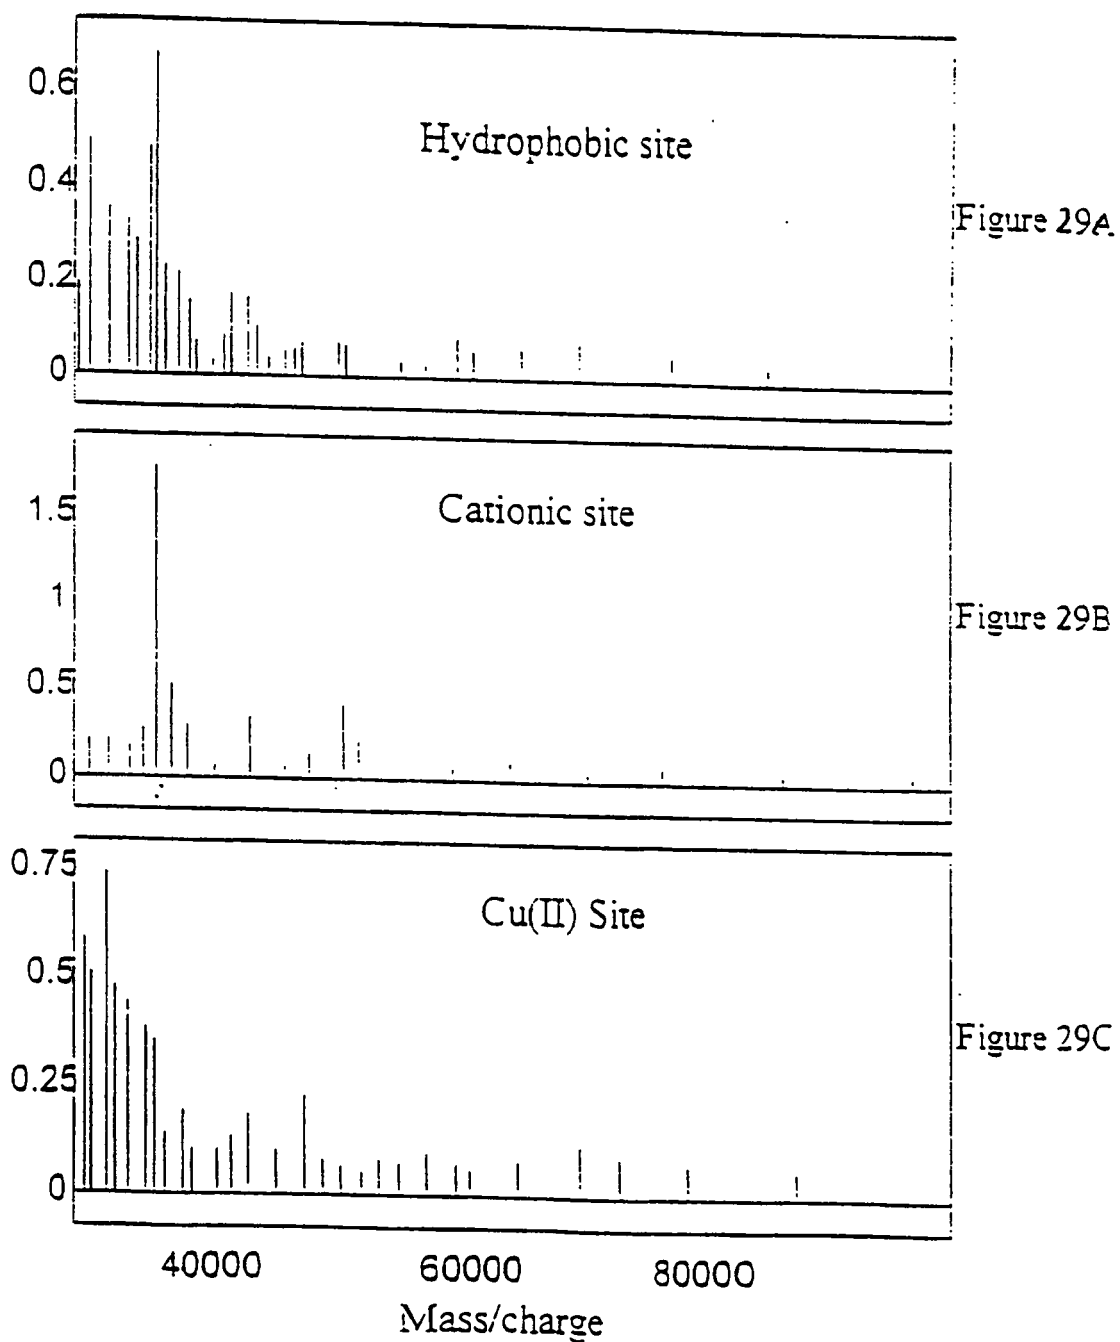 0.6
Hydrophobic site
0.4
Figure 29A
0.2
0
1.5
Cationic site
1
Figure 29B
0.5
0
0.75
Cu(II) Site
0.5
Figure 29C
0.25
0
40000 60000 80000
Mass/charge